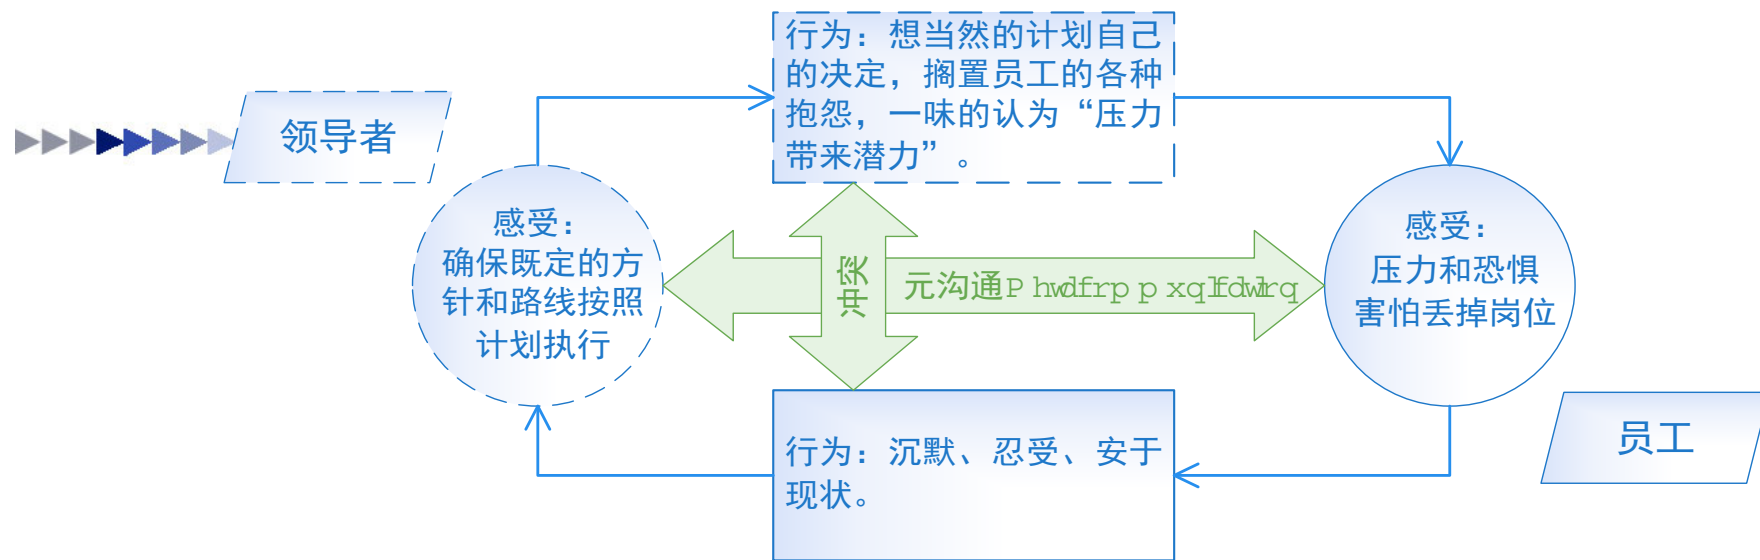 领导者
行为：想当然的计划自己
的决定，搁置员工的各种
抱怨，一味的认为“压力
带来潜力”。
感受：
确保既定的方
针和路线按照
计划执行
冲突
元沟通P hwdfrp p xqlfdwlrq
感受：
压力和恐惧
害怕丢掉岗位
行为：沉默、忍受、安于
现状。
员工